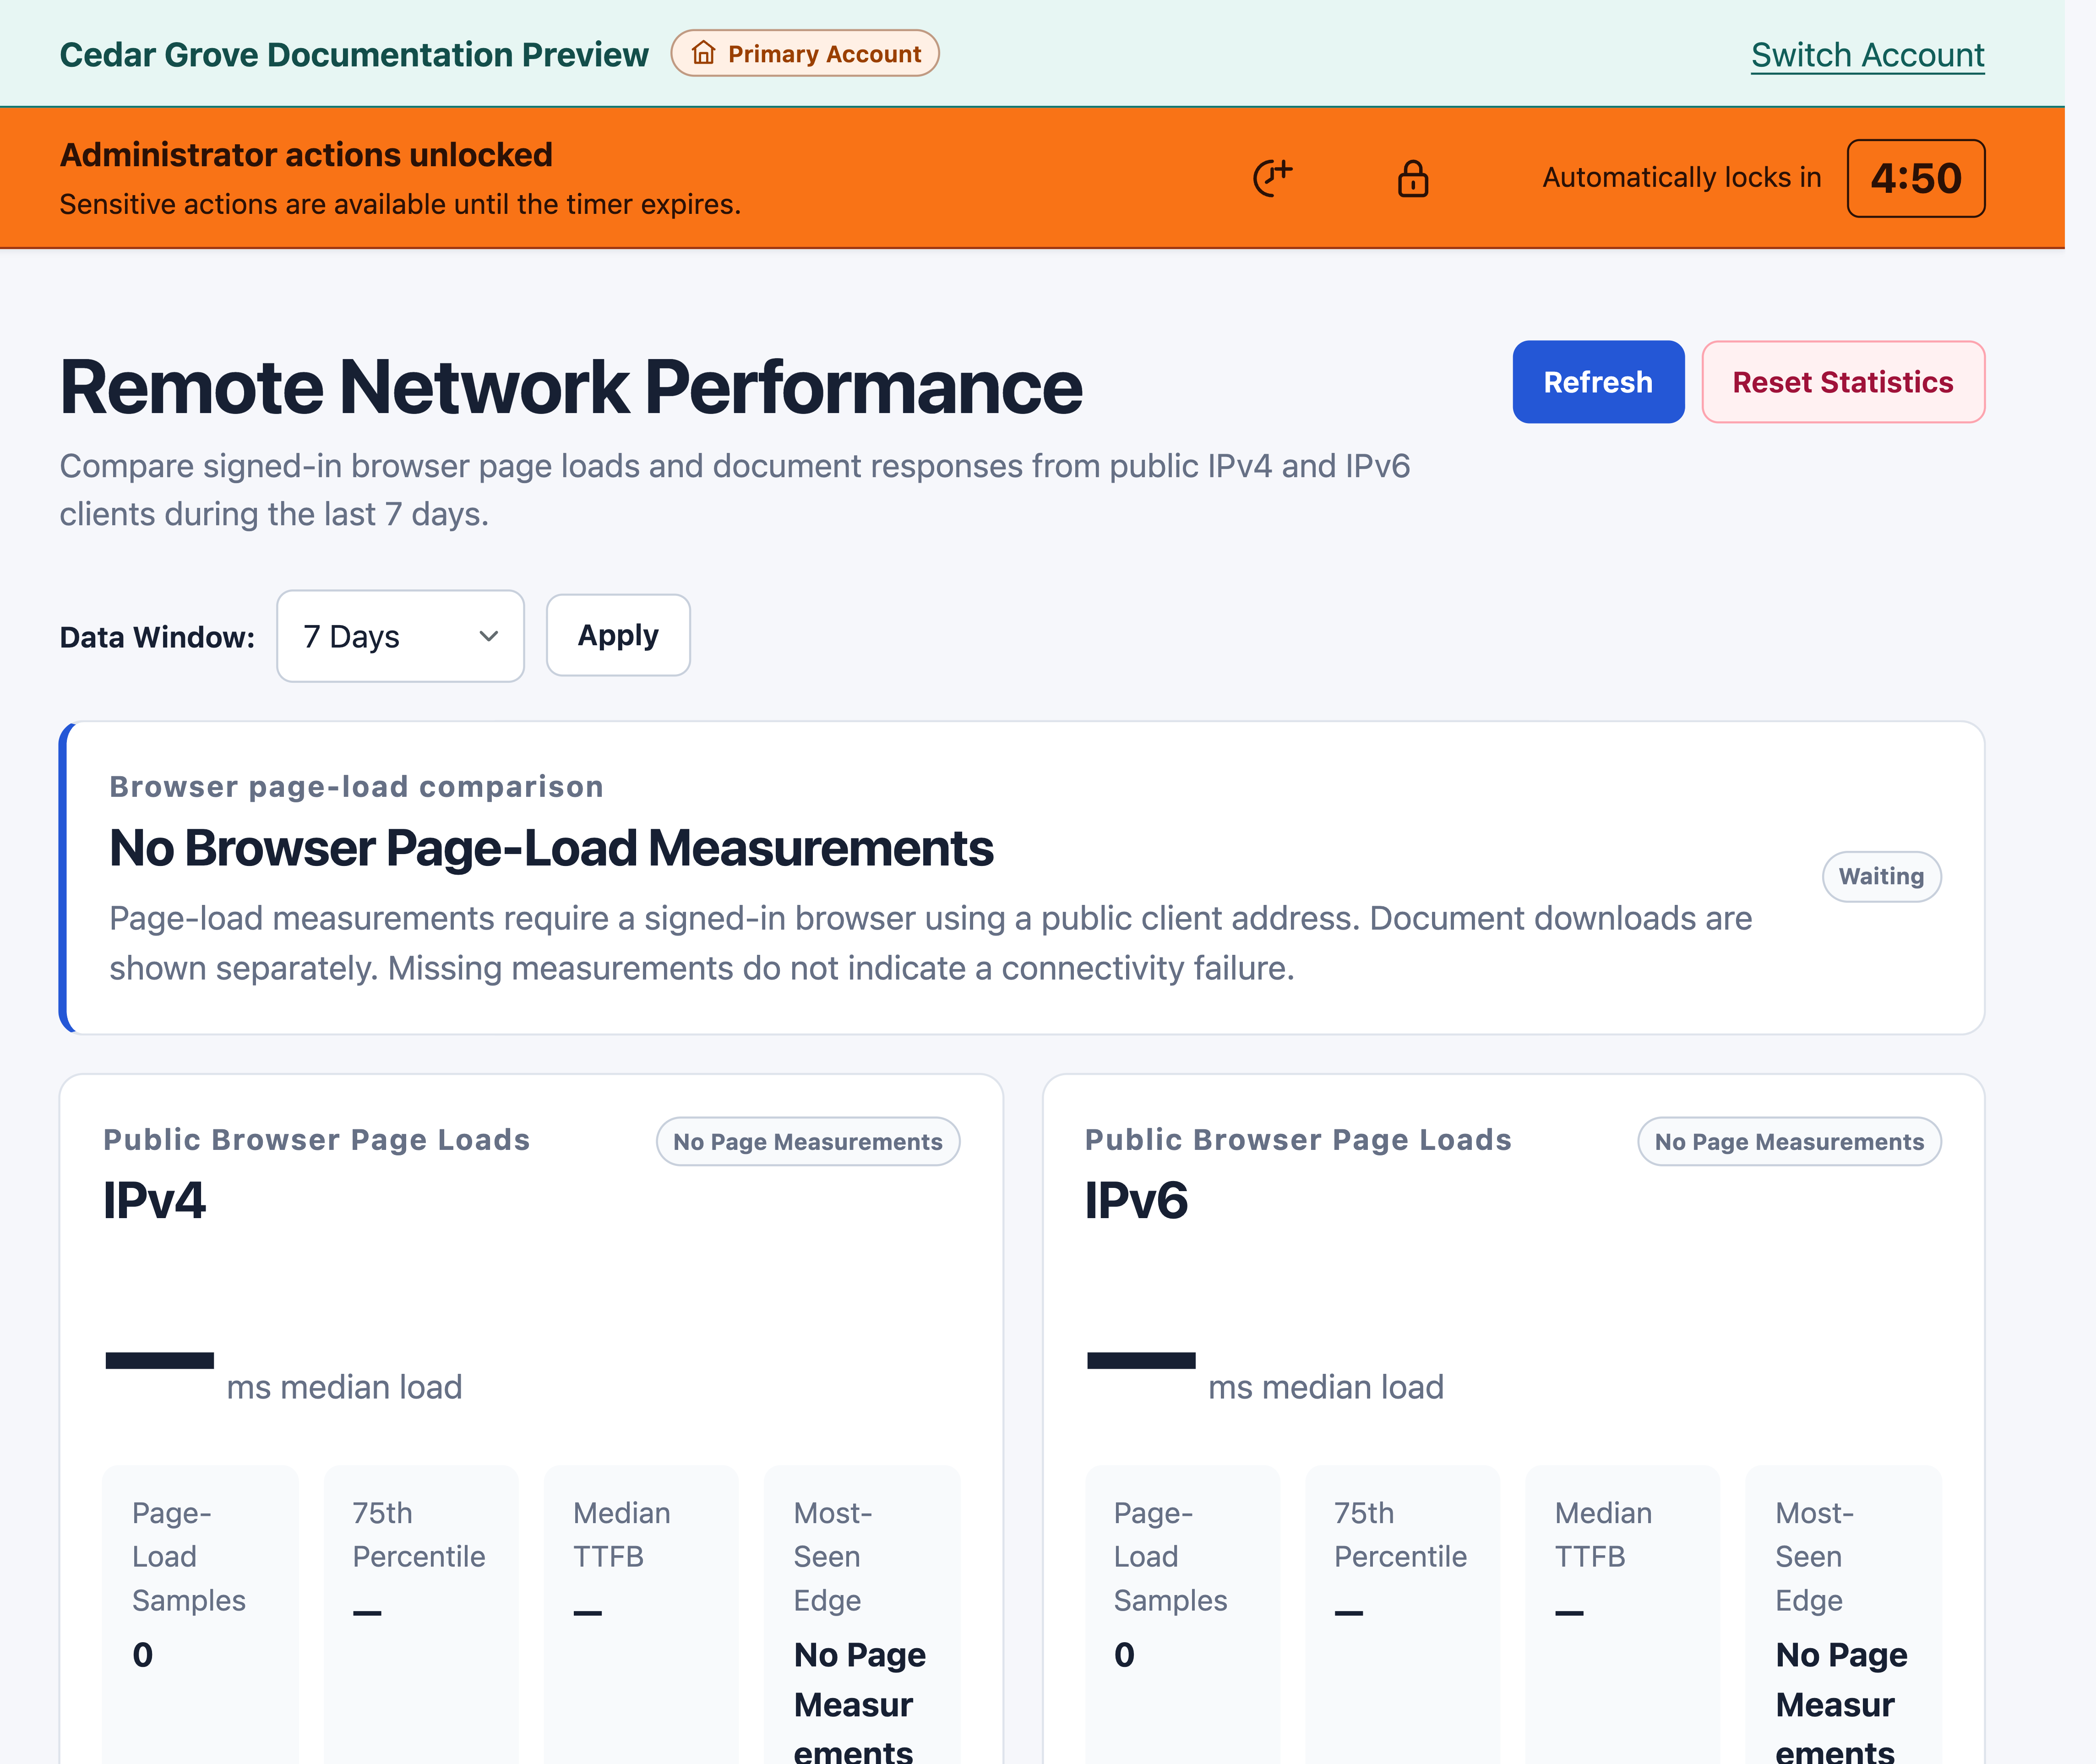 Cedar Grove Documentation Preview
Primary Account
Switch Account
Administrator actions unlocked
Sensitive actions are available until the timer expires.
Automatically locks in
4:50
Remote Network Performance
Refresh
Reset Statistics
Compare signed-in browser page loads and document responses from public IPv4 and IPv6
clients during the last 7 days.
Data Window:
7 Days
Apply
Browser page-load comparison
No Browser Page-Load Measurements
Page-load measurements require a signed-in browser using a public client address. Document downloads are
shown separately. Missing measurements do not indicate a connectivity failure.
Waiting
Public Browser Page Loads
No Page Measurements
IPv4
— ms median load
Page-
Load
Samples
0
75th
Percentile
—
Median
TTFB
—
Most-
Seen
Edge
No Page
Measur
ements
Public Browser Page Loads
No Page Measurements
IPv6
— ms median load
Page-
Load
Samples
0
75th
Percentile
—
Median
TTFB
—
Most-
Seen
Edge
No Page
Measur
ements